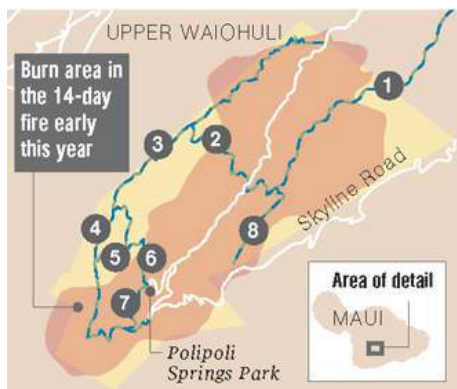 UPPER WAIOHULI
Burn area in
the 14-day
fire early
this year
1
2
3
4
5
6
7
8
Skyline Road
Polipoli
Springs Park
Area of detail
MAUI